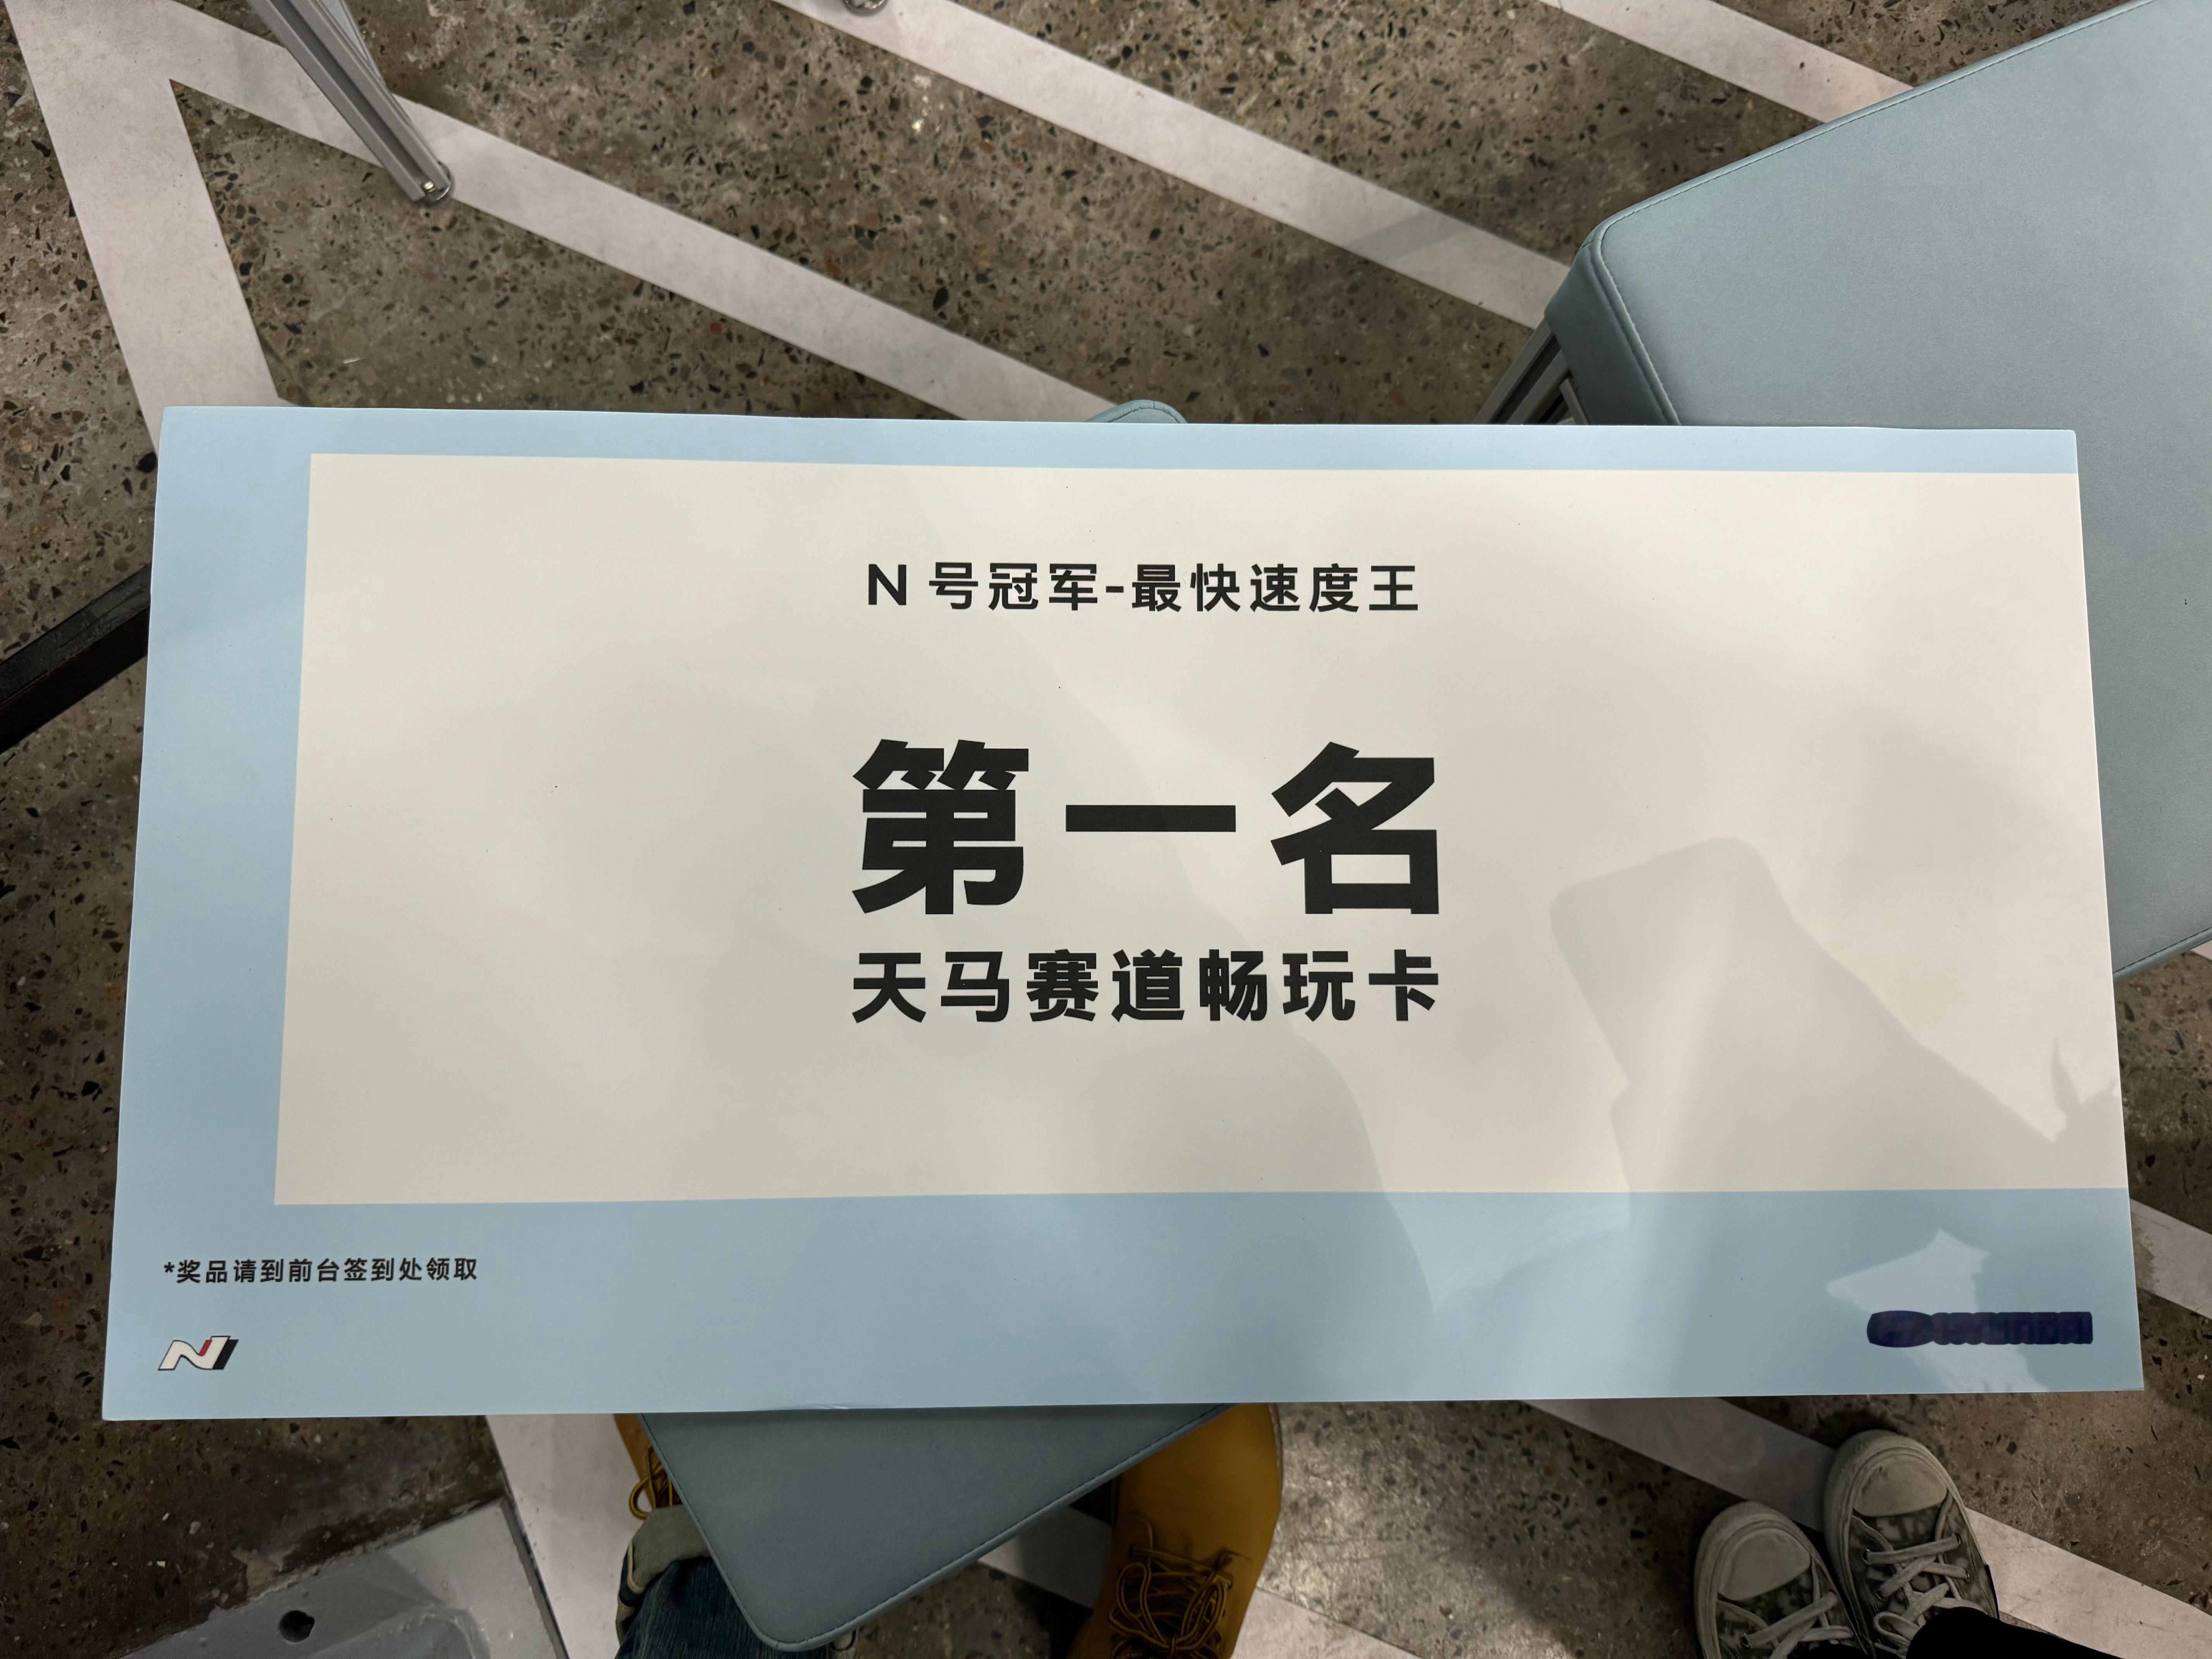 N 号冠军-最快速度王
第一名
天马赛道畅玩卡
*奖品请到前台签到处领取
N